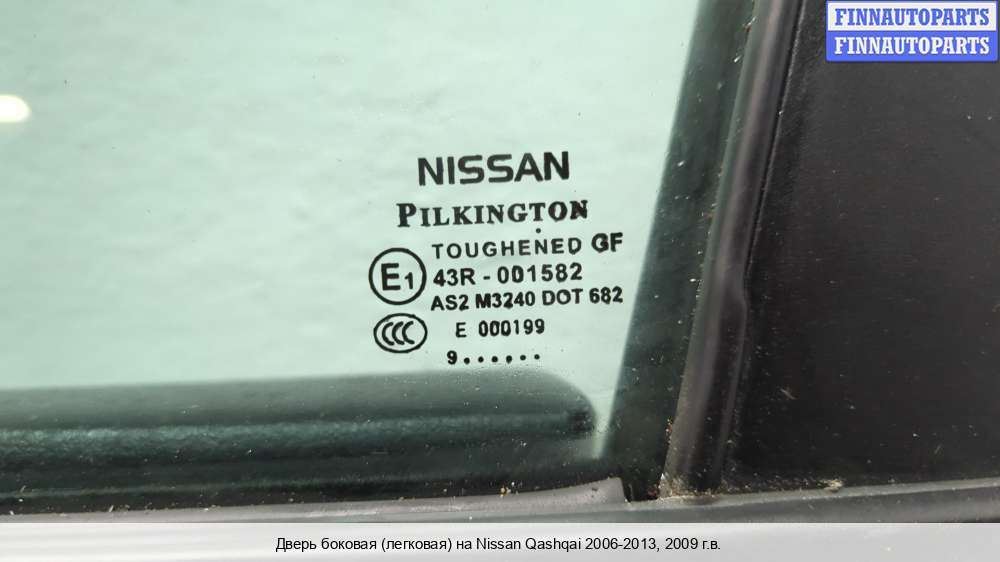 FINNAUTOPARTS
FINNAUTOPARTS
NISSAN
PILKINGTON
TOUGHENED GF
E1 43R - 001582
AS2 M3240 DOT 682
CCC E 000199
9......
Дверь боковая (легковая) на Nissan Qashqai 2006-2013, 2009 г.в.